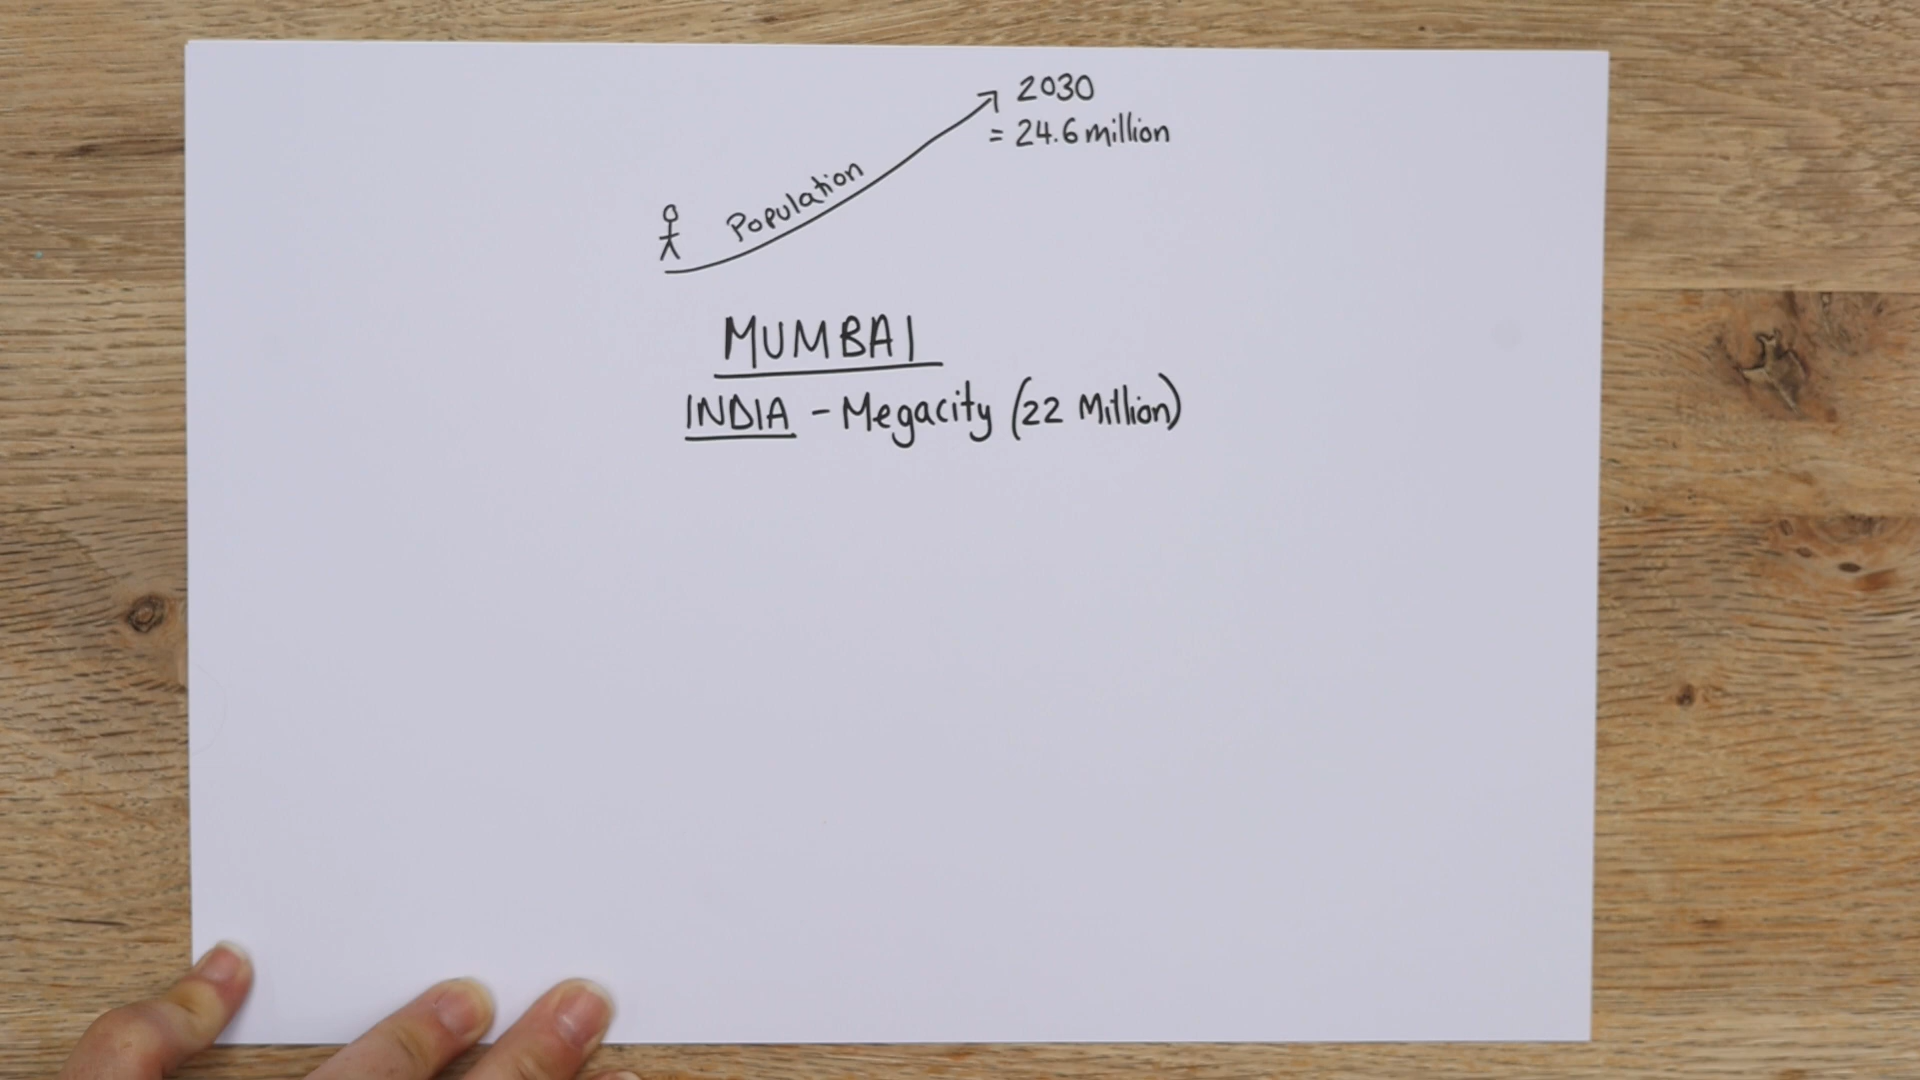 2030
= 24.6 million
Population
MUMBAI
INDIA - Megacity (22 Million)